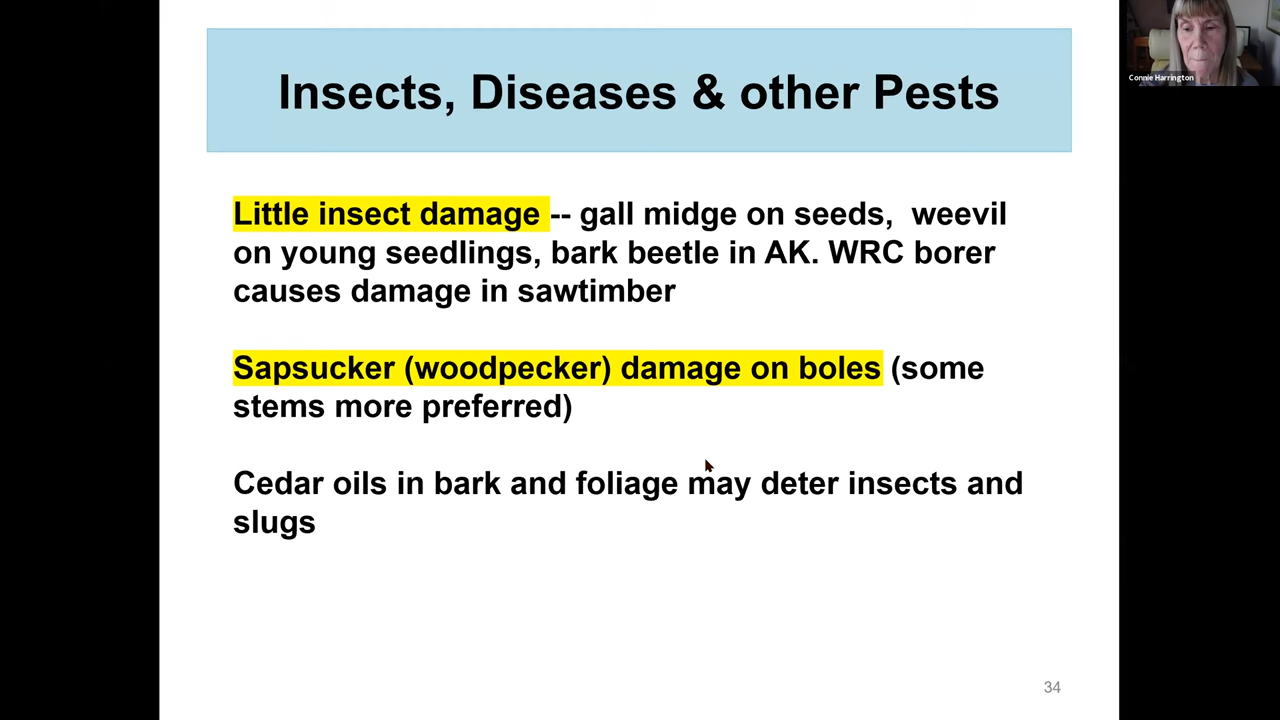 Insects, Diseases & other Pests
Connie Harrington
Little insect damage -- gall midge on seeds,  weevil
on young seedlings, bark beetle in AK. WRC borer
causes damage in sawtimber
Sapsucker (woodpecker) damage on boles (some
stems more preferred)
Cedar oils in bark and foliage may deter insects and
slugs
34